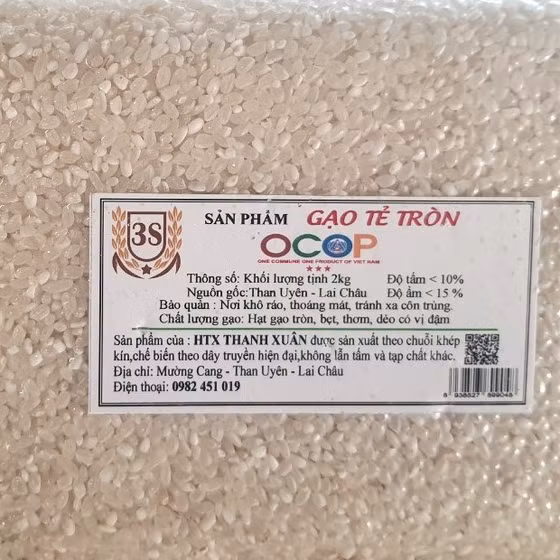 3S
SẢN PHẨM GẠO TẺ TRÒN
OCOP
ONE COMMUNE ONE PRODUCT OF VIET NAM
Thông số: Khối lượng tịnh 2kg Độ tấm < 10%
Nguồn gốc:Than Uyên - Lai Châu Độ ẩm < 15 %
Bảo quản : Nơi khô ráo, thoáng mát, tránh xa côn trùng.
Chất lượng gạo: Hạt gạo tròn, bẹt, thơm, dẻo có vị đậm
Sản phẩm của : HTX THANH XUÂN được sản xuất theo chuỗi khép
kín,chế biến theo dây truyền hiện đại,không lẫn tấm và tạp chất khác.
Địa chỉ: Mường Cang - Than Uyên - Lai Châu
Điện thoại: 0982 451 019
8 938527 899048